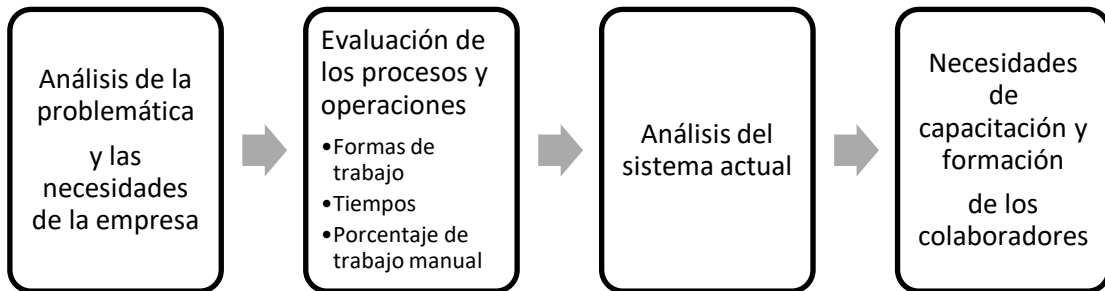 Análisis de la
problemática
y las
necesidades
de la empresa
Evaluación de
los procesos y
operaciones
•Formas de
trabajo
•Tiempos
•Porcentaje de
trabajo manual
Análisis del
sistema actual
Necesidades
de
capacitación y
formación
de los
colaboradores